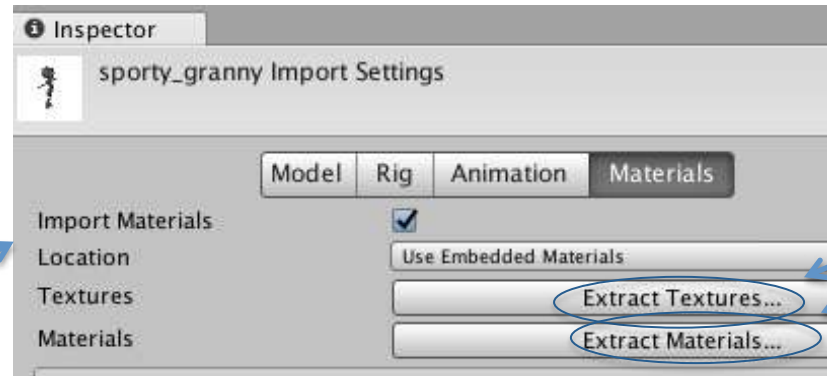 Inspector
sporty_granny Import Settings
Model Rig Animation Materials
Import Materials
Location Use Embedded Materials
Textures Extract Textures...
Materials Extract Materials...